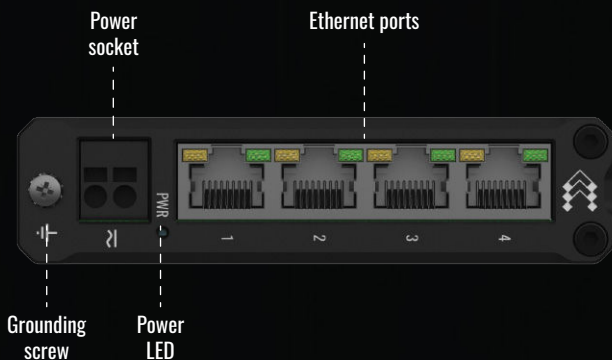 Power
socket
Ethernet ports
PWR
1
2
3
4
Grounding
screw
Power
LED